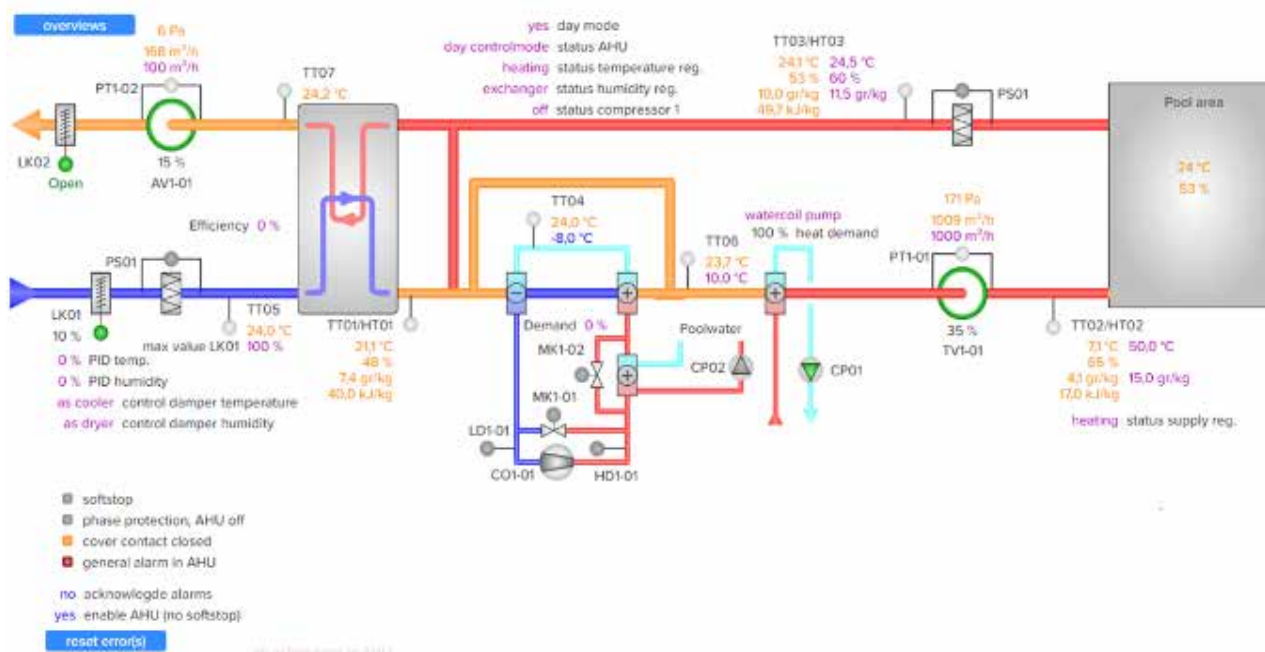 overviews
6 Pa
168 m³/h
100 m³/h
PT1-02
LK02
Open
15 %
AV1-01
TT07
24,2 °C
yes day mode
day controlmode status AHU
heating status temperature reg.
exchanger status humidity reg.
off status compressor 1
TT03/HT03
24,1 °C 24,5 °C
53 % 60 %
10,0 gr/kg 11,5 gr/kg
49,7 kJ/kg
PS01
Pool area
24 °C
53 %
Efficiency 0 %
PS01
LK01
10 %
TT05
24,0 °C
max value LK01 100 %
0 % PID temp.
0 % PID humidity
as cooler control damper temperature
as dryer control damper humidity
TT01/HT01
21,1 °C
48 %
7,4 gr/kg
40,0 kJ/kg
TT04
24,0 °C
-8,0 °C
TT06
23,7 °C
10,0 °C
watercoil pump
100 % heat demand
171 Pa
1009 m³/h
1000 m³/h
PT1-01
35 %
TV1-01
TT02/HT02
7,1 °C 50,0 °C
65 %
4,1 gr/kg 15,0 gr/kg
17,0 kJ/kg
heating status supply reg.
Demand 0 %
MK1-02
Poolwater
CP02
CP01
MK1-01
LD1-01
CO1-01
HD1-01
softstop
phase protection, AHU off
cover contact closed
general alarm in AHU
no acknowlegde alarms
yes enable AHU (no softstop)
reset error(s)